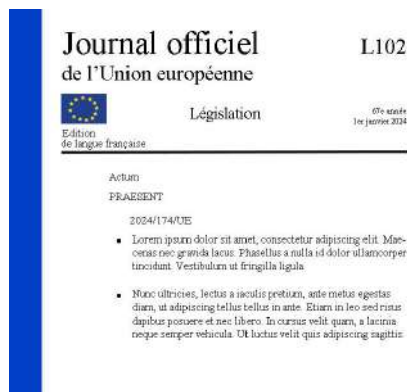 Journal officiel
L102
de l'Union européenne
Législation
67e année
1er janvier 2024
Edition
de langue française
Actum
PRAESENT
2024/174/UE
▪ Lorem ipsum dolor sit amet, consectetur adipiscing elit. Mae-
cenas nec gravida lacus. Phasellus a nulla id dolor ullamcorper
tincidunt. Vestibulum ut fringilla ligula.
▪ Nunc ultricies, lectus a iaculis pretium, ante metus egestas
diam, ut adipiscing tellus tellus in ante. Etiam in leo sed risus
dapibus posuere et nec libero. In cursus velit quam, a lacinia
neque semper vehicula. Ut luctus velit quis adipiscing sagittis.